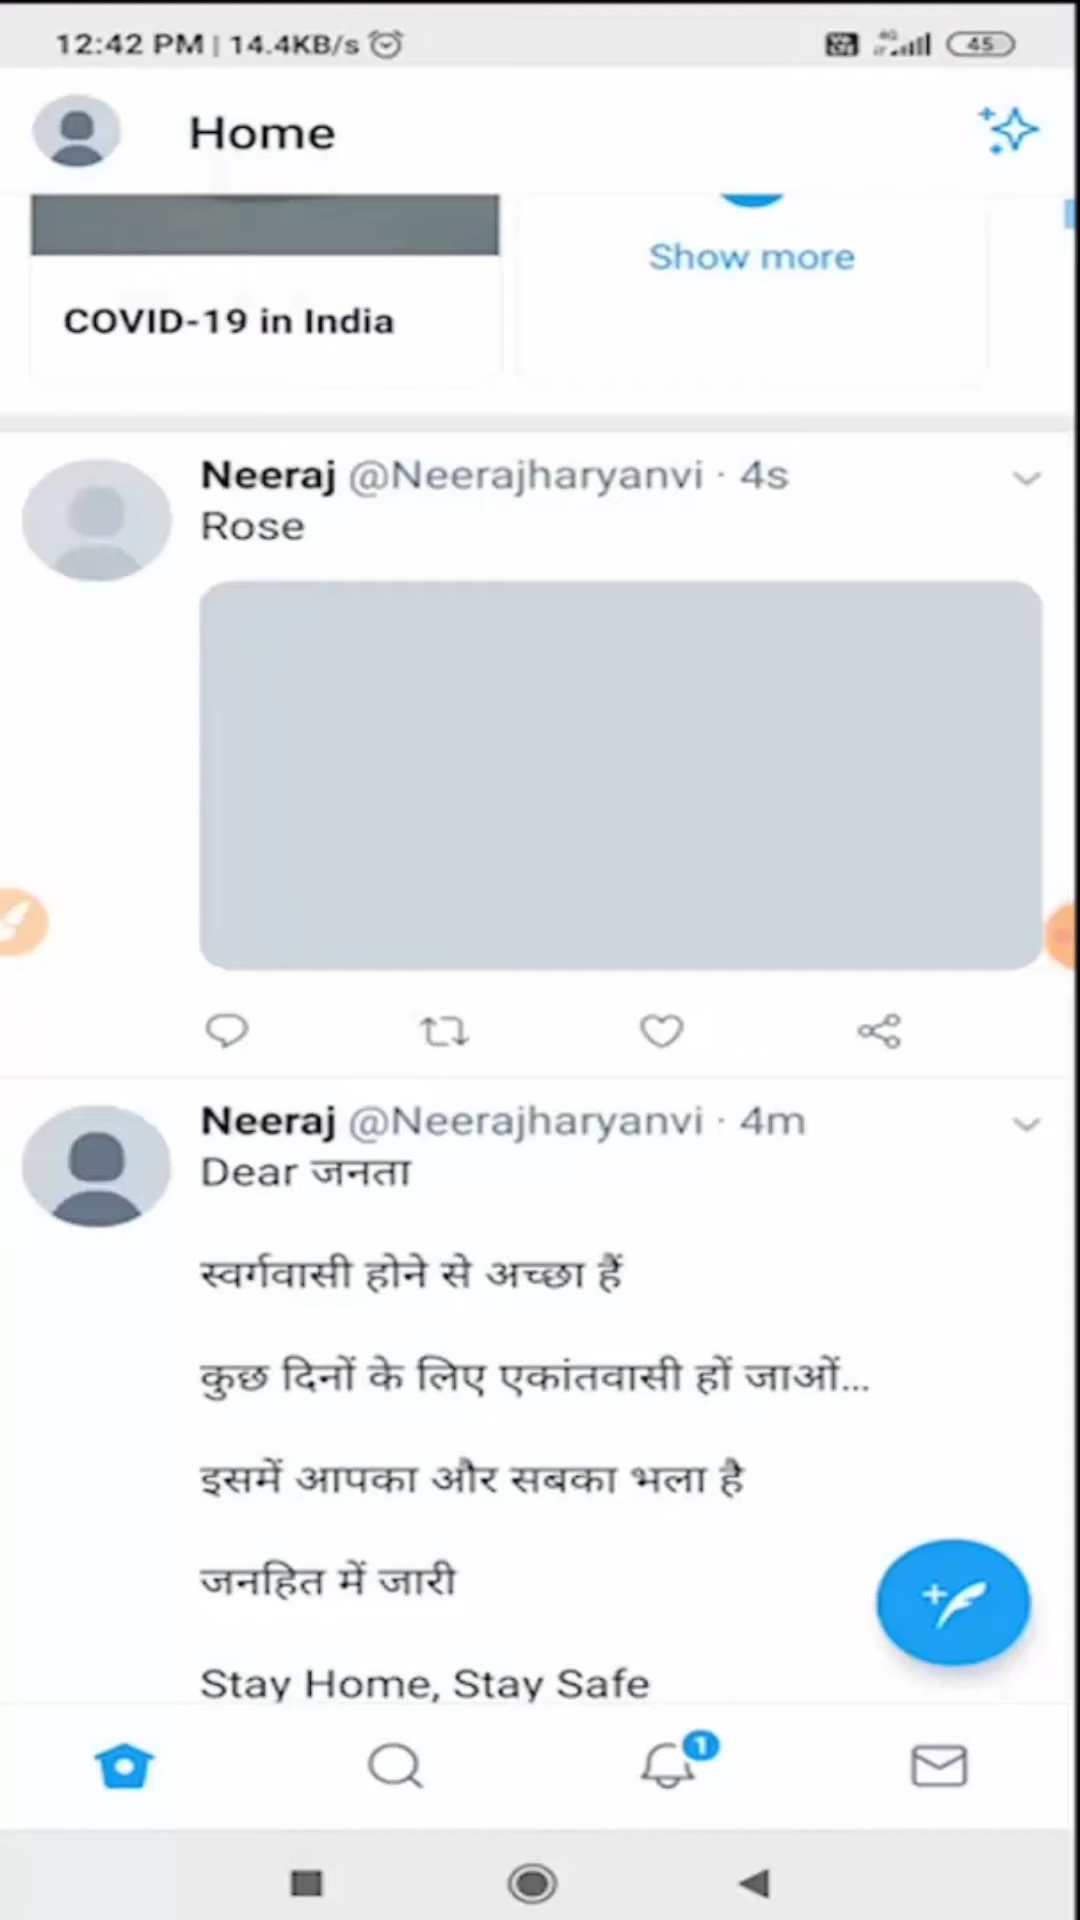 12:42 PM | 14.4KB/s
4G
45
Home
Show more
COVID-19 in India
Neeraj @Neerajharyanvi · 4s
Rose
Neeraj @Neerajharyanvi · 4m
Dear जनता
स्वर्गवासी होने से अच्छा हैं
कुछ दिनों के लिए एकांतवासी हों जाओं...
इसमें आपका और सबका भला है
जनहित में जारी
Stay Home, Stay Safe
1